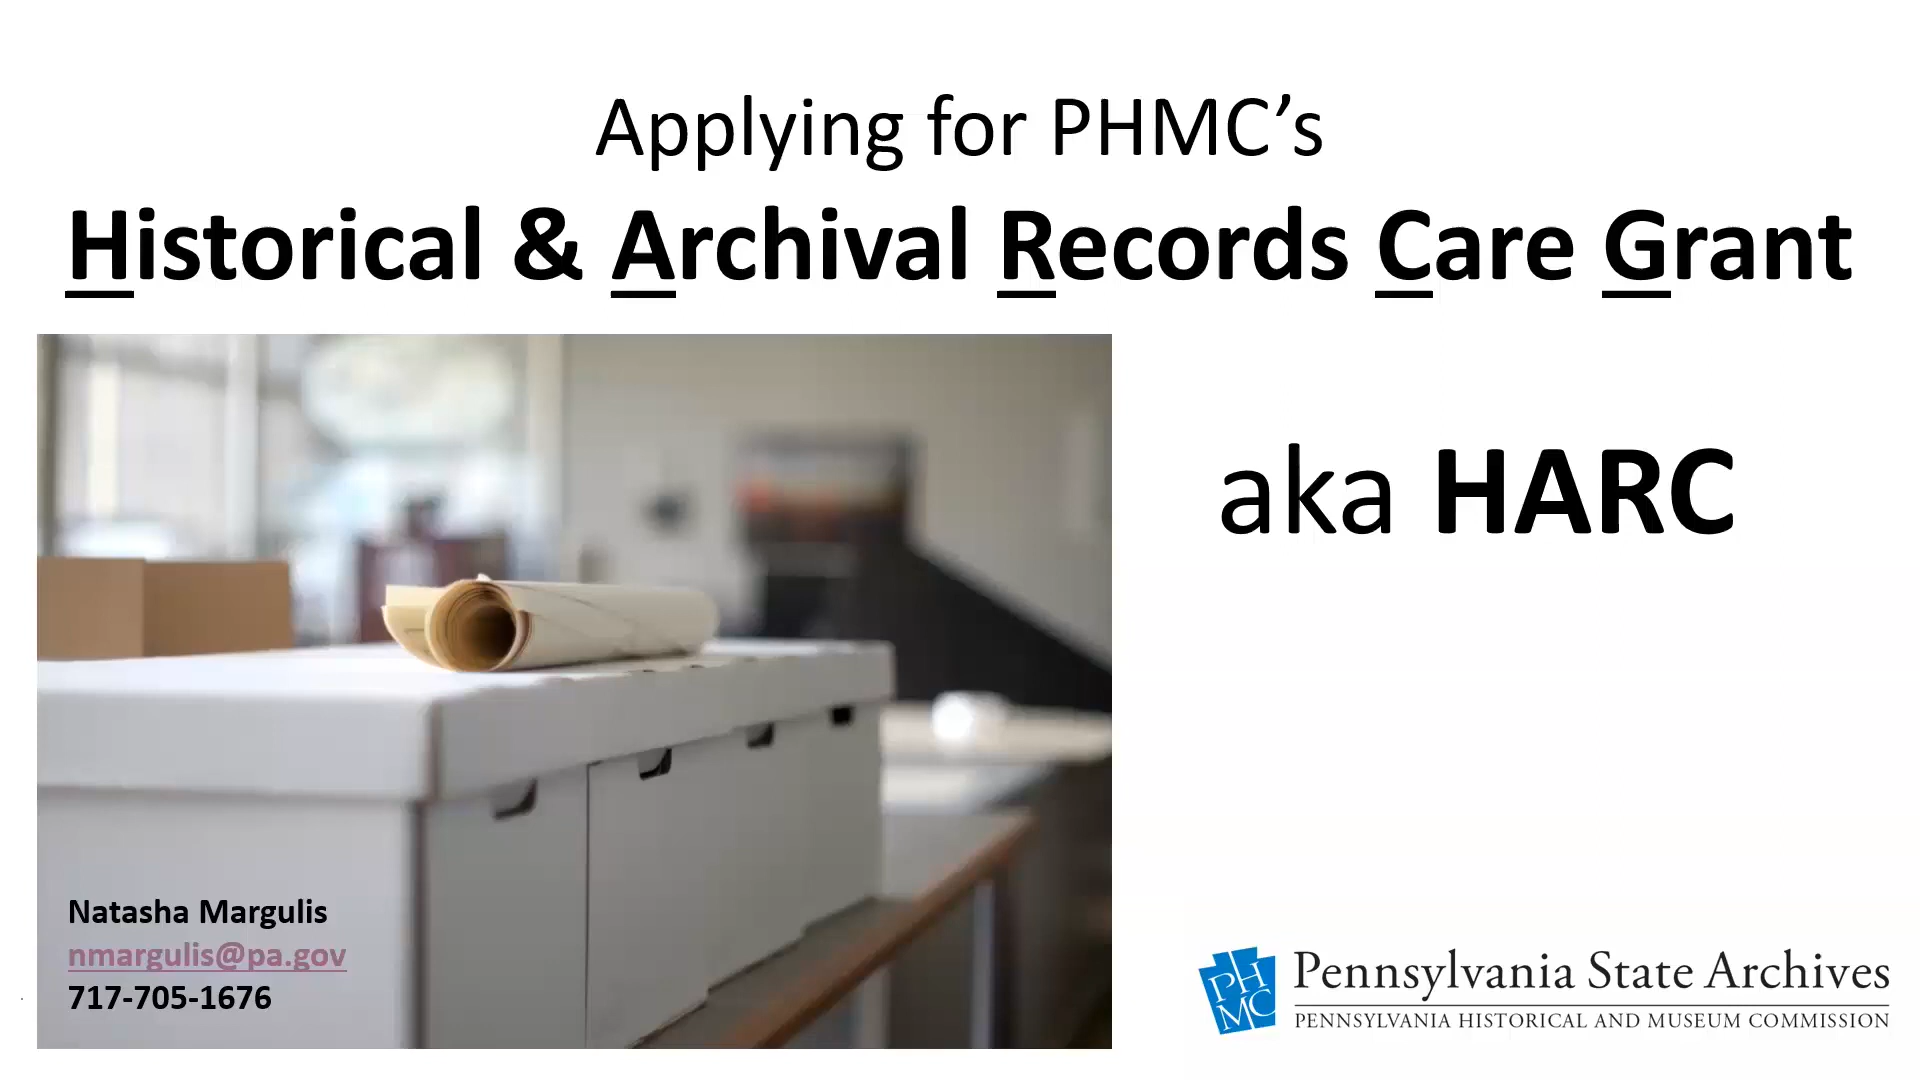 Applying for PHMC’s
Historical & Archival Records Care Grant
aka HARC
Natasha Margulis
nmargulis@pa.gov
717-705-1676
PHMC
Pennsylvania State Archives
PENNSYLVANIA HISTORICAL AND MUSEUM COMMISSION